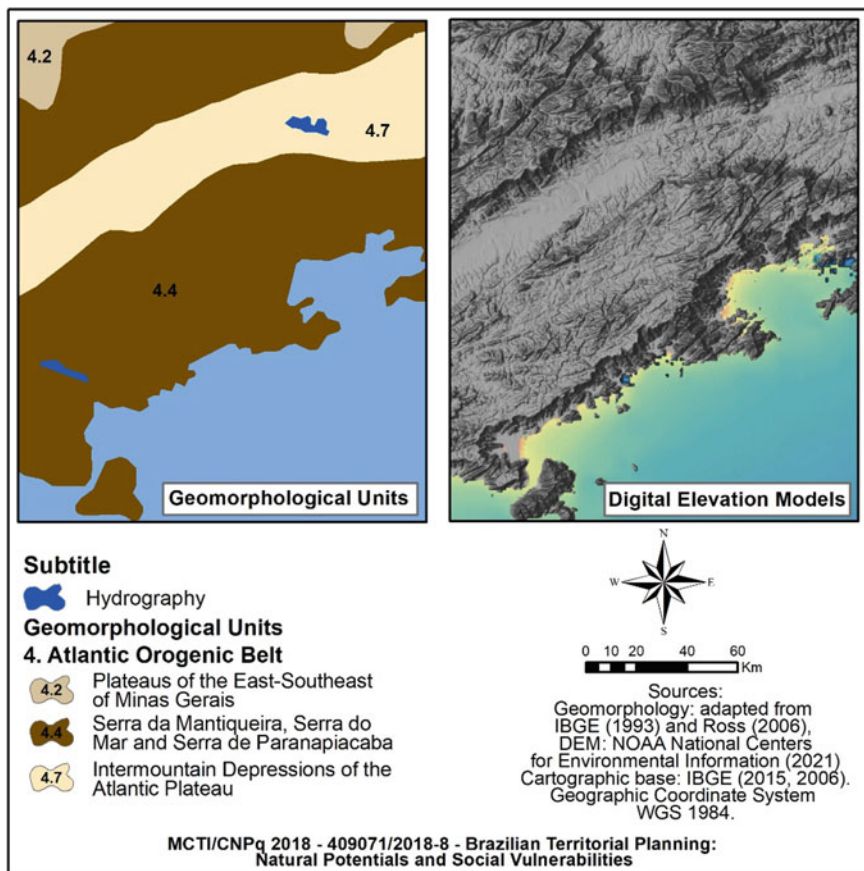 4.2
4.7
4.4
Geomorphological Units
Digital Elevation Models
Subtitle
Hydrography
Geomorphological Units
4. Atlantic Orogenic Belt
4.2 Plateaus of the East-Southeast
of Minas Gerais
4.4 Serra da Mantiqueira, Serra do
Mar and Serra de Paranapiacaba
4.7 Intermountain Depressions of the
Atlantic Plateau
N
W E
S
0 10 20 40 60
Km
Sources:
Geomorphology: adapted from
IBGE (1993) and Ross (2006),
DEM: NOAA National Centers
for Environmental Information (2021)
Cartographic base: IBGE (2015, 2006).
Geographic Coordinate System
WGS 1984.
MCTI/CNPq 2018 - 409071/2018-8 - Brazilian Territorial Planning:
Natural Potentials and Social Vulnerabilities